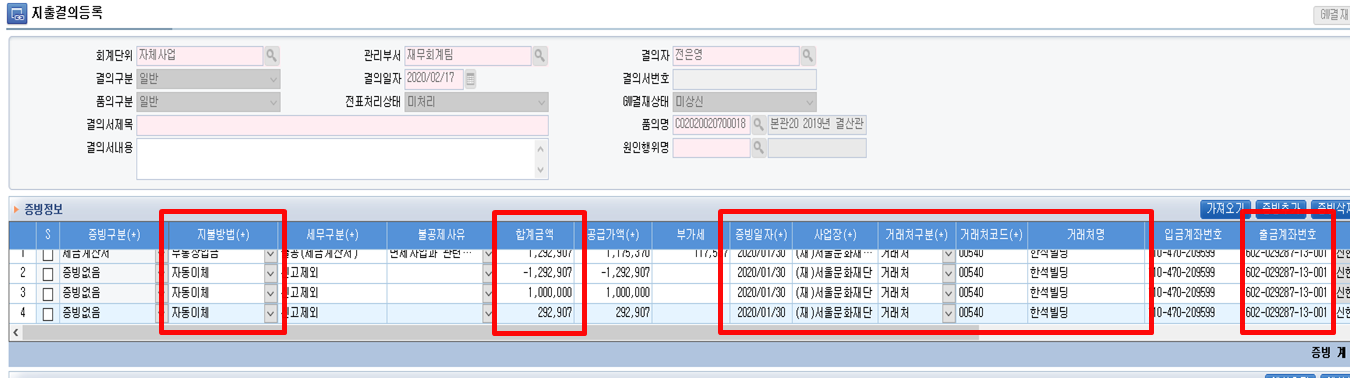 지출결의등록
GW결재
회계단위 자체사업 관리부서 재무회계팀 결의자 전은영
결의구분 일반 결의일자 2020/02/17 결의서번호
품의구분 일반 전표처리상태 미처리 GW결재상태 미상신
결의서제목 품의명 C02020020700018 본관20 2019년 결산관
결의서내용 원인행위명
증빙정보 가져오기 증빙추가 증빙삭제
S 증빙구분(*) 지불방법(*) 세무구분(*) 불공제사유 합계금액 공급가액(*) 부가세 증빙일자(*) 사업장(*) 거래처구분(*) 거래처코드(*) 거래처명 입금계좌번호 출금계좌번호
1 세금계산서 불공(세금계산서) 면세사업과 관련… 1,292,907 1,175,370 2020/01/30 (재)서울문화재… 거래처 00540 한석빌딩 10-470-209599 602-029287-13-001 신한
2 증빙없음 자동이체 신고제외 -1,292,907 -1,292,907 2020/01/30 (재)서울문화재단 거래처 00540 한석빌딩 10-470-209599 602-029287-13-001 신한
3 증빙없음 자동이체 신고제외 1,000,000 1,000,000 2020/01/30 (재)서울문화재단 거래처 00540 한석빌딩 10-470-209599 602-029287-13-001 신한
4 증빙없음 자동이체 신고제외 292,907 292,907 2020/01/30 (재)서울문화재단 거래처 00540 한석빌딩 10-470-209599 602-029287-13-001 신한
증빙 계